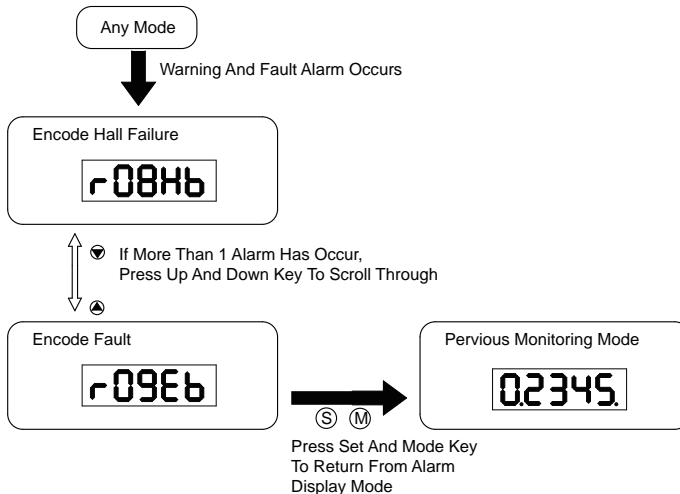 Any Mode
Warning And Fault Alarm Occurs
Encode Hall Failure
r08Hb
If More Than 1 Alarm Has Occur,
Press Up And Down Key To Scroll Through
Encode Fault
r09Eb
Pervious Monitoring Mode
0.2345.
S M
Press Set And Mode Key
To Return From Alarm
Display Mode